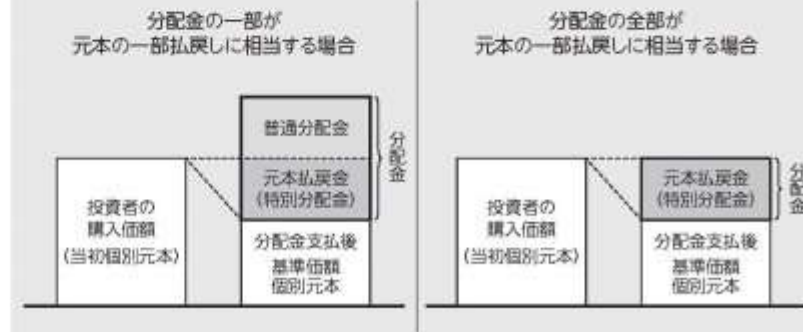 分配金の一部が
元本の一部払戻しに相当する場合
普通分配金
元本払戻金
(特別分配金)
分配金
投資者の
購入価額
(当初個別元本)
分配金支払後
基準価額
個別元本
分配金の全部が
元本の一部払戻しに相当する場合
元本払戻金
(特別分配金)
分配金
投資者の
購入価額
(当初個別元本)
分配金支払後
基準価額
個別元本